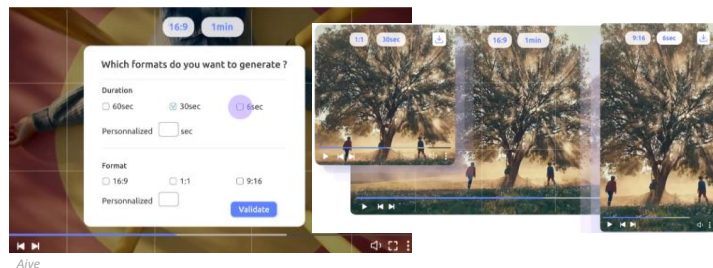 16:9 1min
Which formats do you want to generate ?
Duration
60sec 30sec 6sec
Personnalized sec
Format
16:9 1:1 9:16
Personnalized
Validate
1:1 30sec
16:9 1min
9:16 6sec
Aive